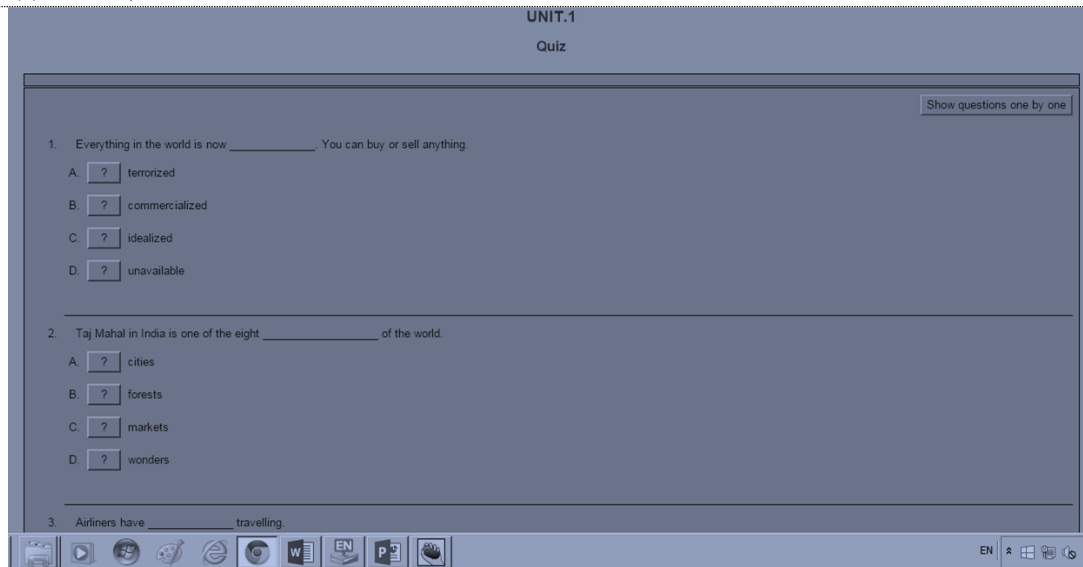 UNIT.1
Quiz
Show questions one by one
1. Everything in the world is now _____________. You can buy or sell anything.
A. ? terrorized
B. ? commercialized
C. ? idealized
D. ? unavailable
2. Taj Mahal in India is one of the eight __________________ of the world.
A. ? cities
B. ? forests
C. ? markets
D. ? wonders
3. Airliners have _____________ travelling.
EN
EN